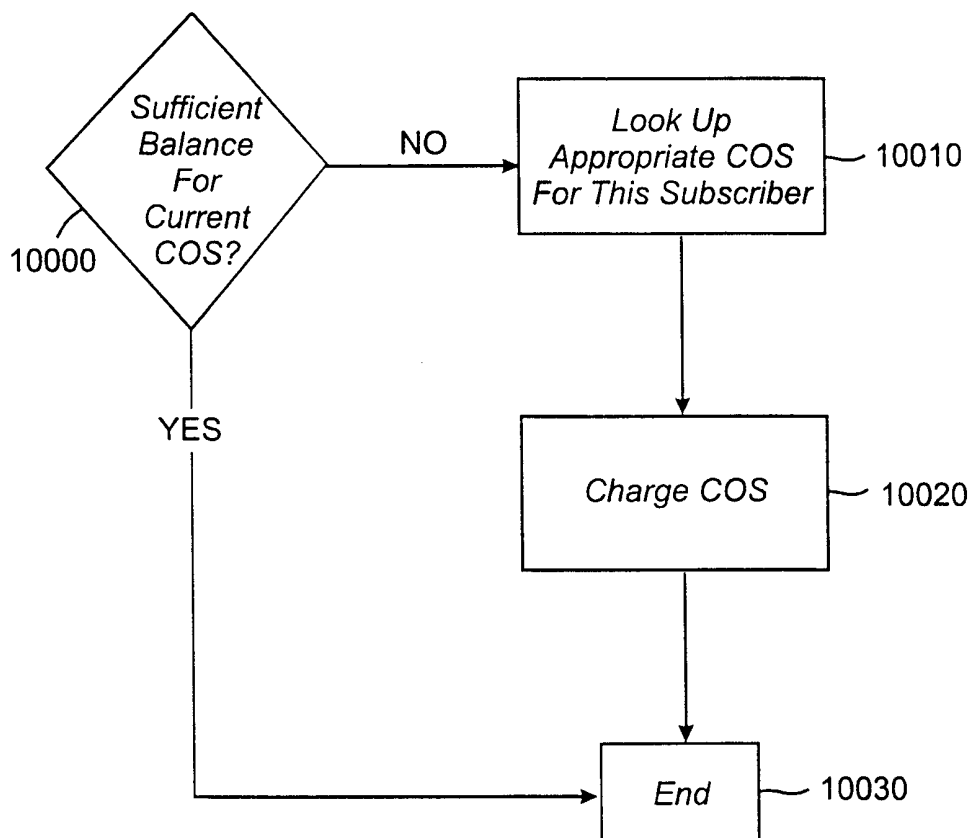 Sufficient
Balance
For
Current
COS?
10000
NO
Look Up
Appropriate COS
For This Subscriber
10010
YES
Charge COS
10020
End
10030